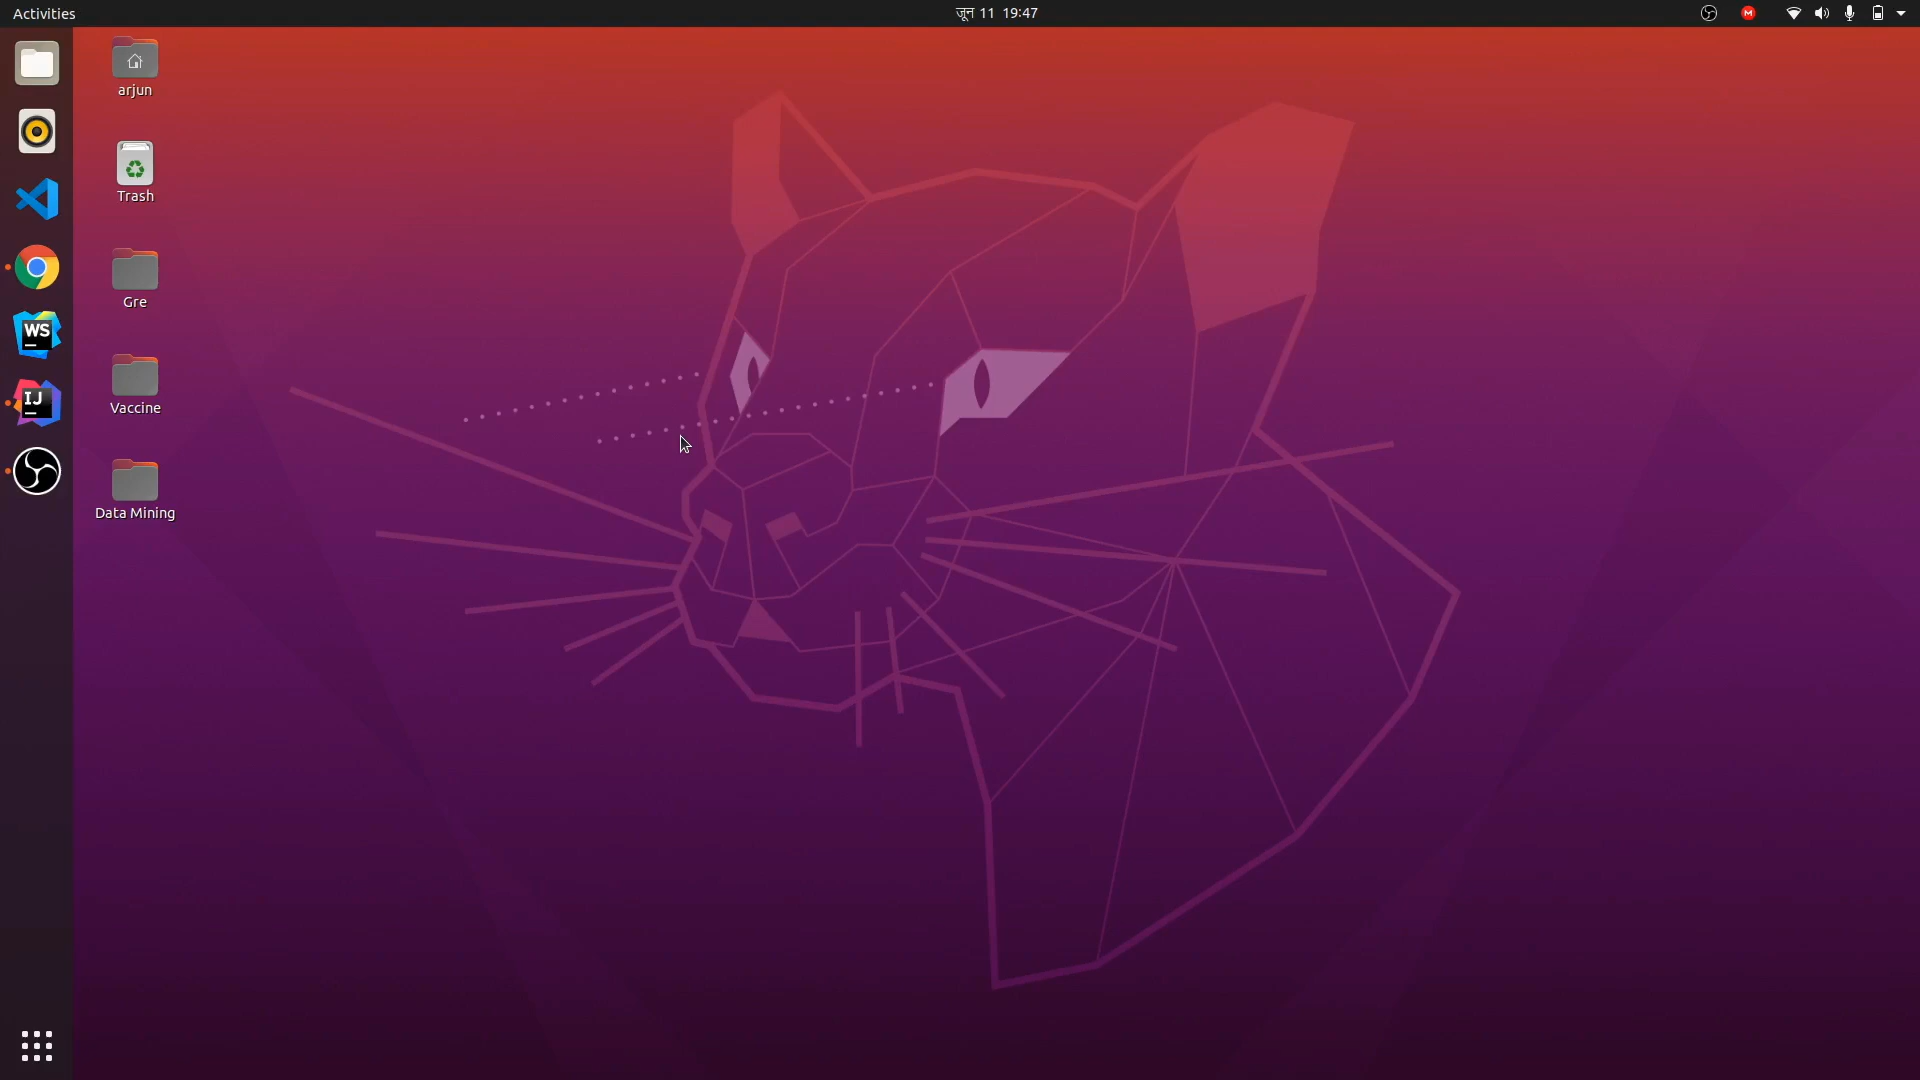 Activities
जून 11 19:47
M
arjun
Trash
Gre
WS
Vaccine
IJ
Data Mining